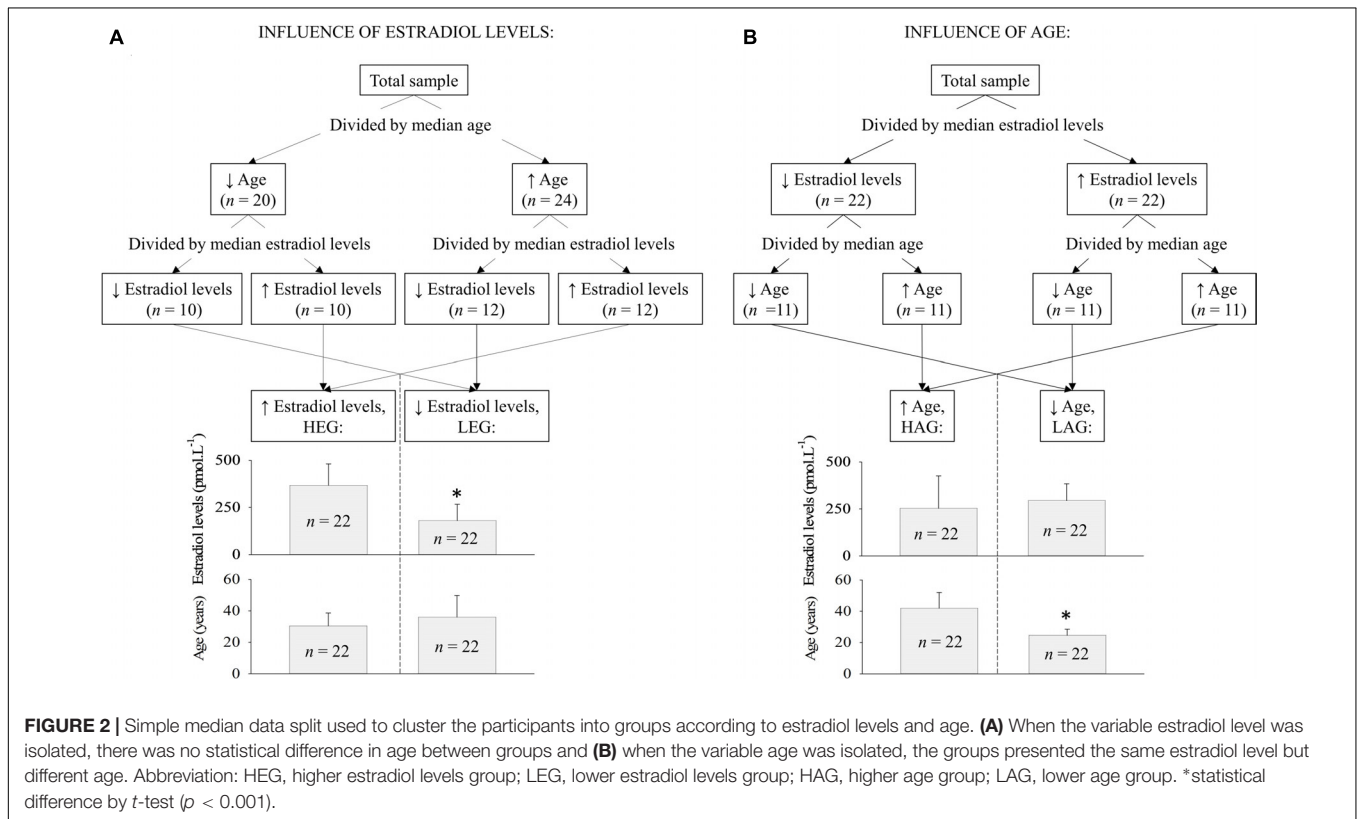 A
INFLUENCE OF ESTRADIOL LEVELS:
Total sample
Divided by median age
↓ Age
(n = 20)
↑ Age
(n = 24)
Divided by median estradiol levels
Divided by median estradiol levels
↓ Estradiol levels
(n = 10)
↑ Estradiol levels
(n = 10)
↓ Estradiol levels
(n = 12)
↑ Estradiol levels
(n = 12)
↑ Estradiol levels,
HEG:
↓ Estradiol levels,
LEG:
Estradiol levels (pmol.L⁻¹)
500
250
0
n = 22
*
n = 22
Age (years)
60
40
20
0
n = 22
n = 22
B
INFLUENCE OF AGE:
Total sample
Divided by median estradiol levels
↓ Estradiol levels
(n = 22)
↑ Estradiol levels
(n = 22)
Divided by median age
Divided by median age
↓ Age
(n =11)
↑ Age
(n = 11)
↓ Age
(n = 11)
↑ Age
(n = 11)
↑ Age,
HAG:
↓ Age,
LAG:
Estradiol levels (pmol.L⁻¹)
500
250
0
n = 22
n = 22
Age (years)
60
40
20
0
n = 22
*
n = 22
FIGURE 2 | Simple median data split used to cluster the participants into groups according to estradiol levels and age. (A) When the variable estradiol level was
isolated, there was no statistical difference in age between groups and (B) when the variable age was isolated, the groups presented the same estradiol level but
different age. Abbreviation: HEG, higher estradiol levels group; LEG, lower estradiol levels group; HAG, higher age group; LAG, lower age group. *statistical
difference by t-test (p < 0.001).